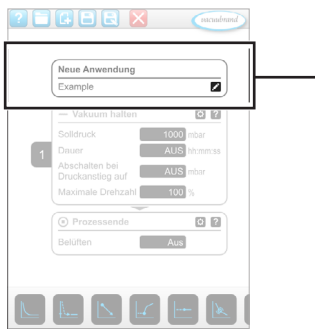 ?
vacuubrand
Neue Anwendung
Example
Vakuum halten ?
1
Solldruck 1000 mbar
Dauer AUS hh:mm:ss
Abschalten bei
Druckanstieg auf AUS mbar
Maximale Drehzahl 100 %
Prozessende ?
Belüften Aus